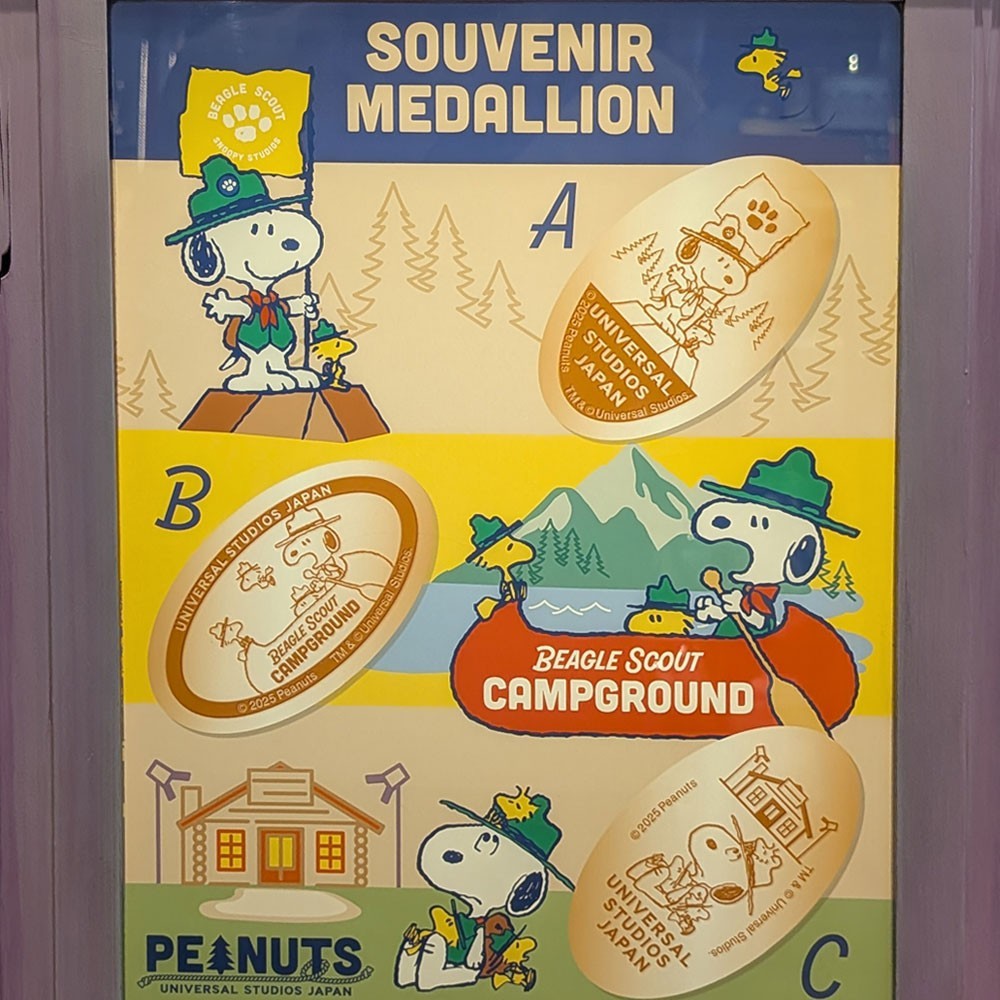 SOUVENIR
MEDALLION
BEAGLE SCOUT
SNOOPY STUDIOS
A
UNIVERSAL
STUDIOS
JAPAN
© 2025 Peanuts
TM & © Universal Studios.
B
UNIVERSAL STUDIOS JAPAN
BEAGLE SCOUT
CAMPGROUND
© 2025 Peanuts
TM & © Universal Studios.
BEAGLE SCOUT
CAMPGROUND
© 2025 Peanuts
UNIVERSAL
STUDIOS
JAPAN
TM & © Universal Studios.
C
PEANUTS
UNIVERSAL STUDIOS JAPAN